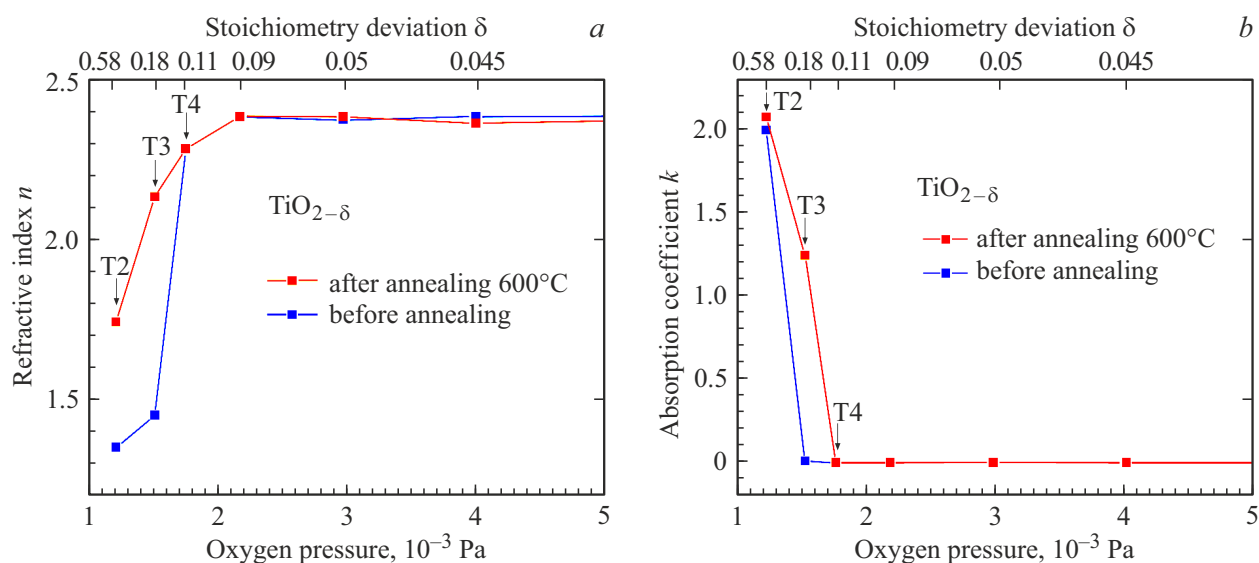 Stoichiometry deviation δ
a
0.58 0.18 0.11 0.09 0.05 0.045
2.5
2.0
1.5
Refractive index n
T4
T3
T2
TiO2−δ
after annealing 600°C
before annealing
1 2 3 4 5
Oxygen pressure, 10−3 Pa
Stoichiometry deviation δ
b
0.58 0.18 0.11 0.09 0.05 0.045
2.0
1.5
1.0
0.5
0
Absorption coefficient k
T2
T3
T4
TiO2−δ
after annealing 600°C
before annealing
1 2 3 4 5
Oxygen pressure, 10−3 Pa